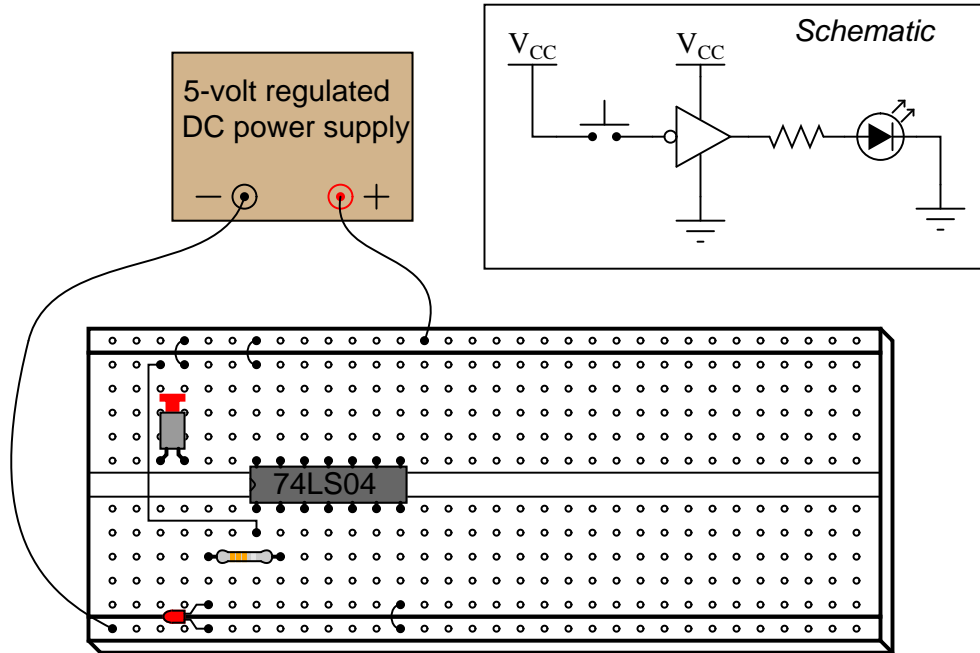 5-volt regulated
DC power supply
− +
Schematic
VCC VCC
74LS04